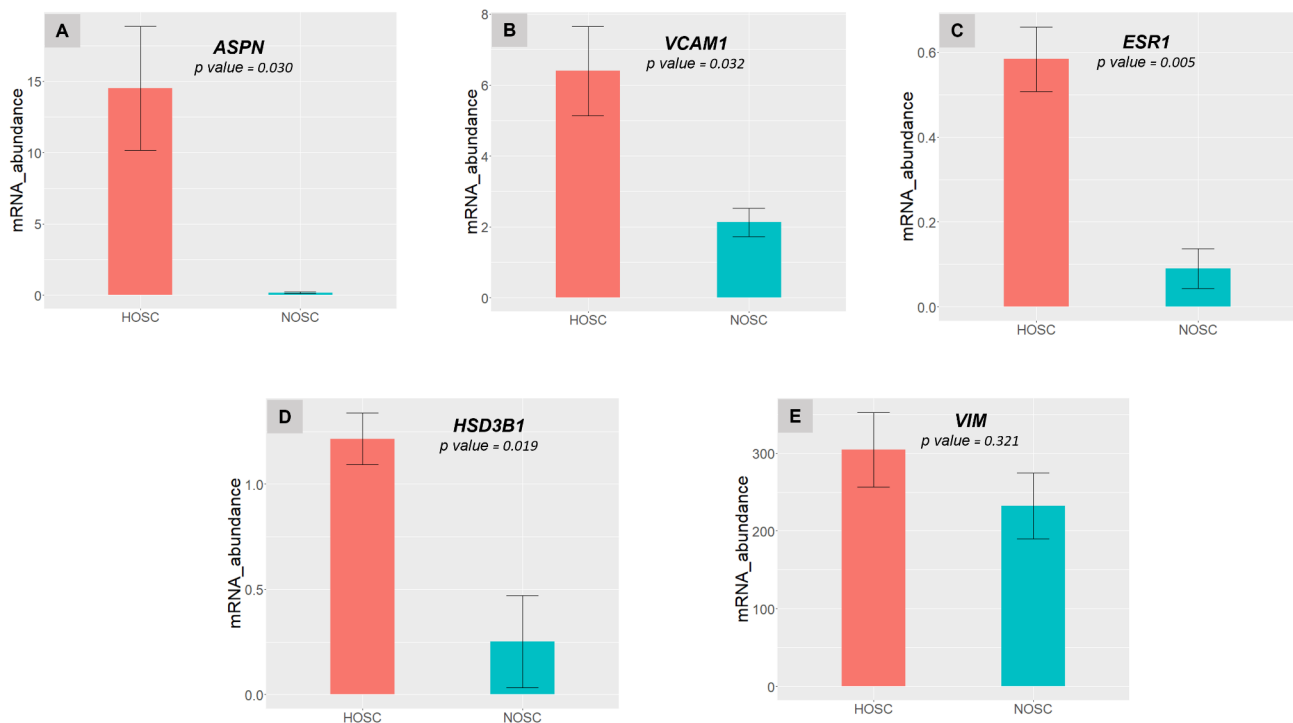 A
ASPN
p value = 0.030
mRNA_abundance
15
10
5
0
HOSC NOSC
B
VCAM1
p value = 0.032
mRNA_abundance
8
6
4
2
0
HOSC NOSC
C
ESR1
p value = 0.005
mRNA_abundance
0.6
0.4
0.2
0.0
HOSC NOSC
D
HSD3B1
p value = 0.019
mRNA_abundance
1.0
0.5
0.0
HOSC NOSC
E
VIM
p value = 0.321
mRNA_abundance
300
200
100
0
HOSC NOSC